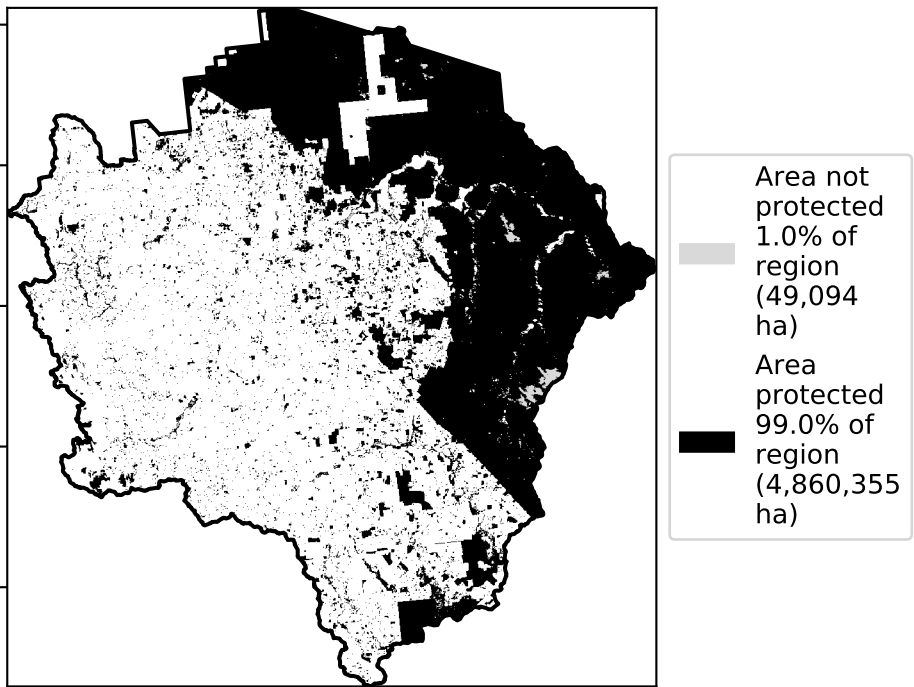 Area not
protected
1.0% of
region
(49,094
ha)
Area
protected
99.0% of
region
(4,860,355
ha)